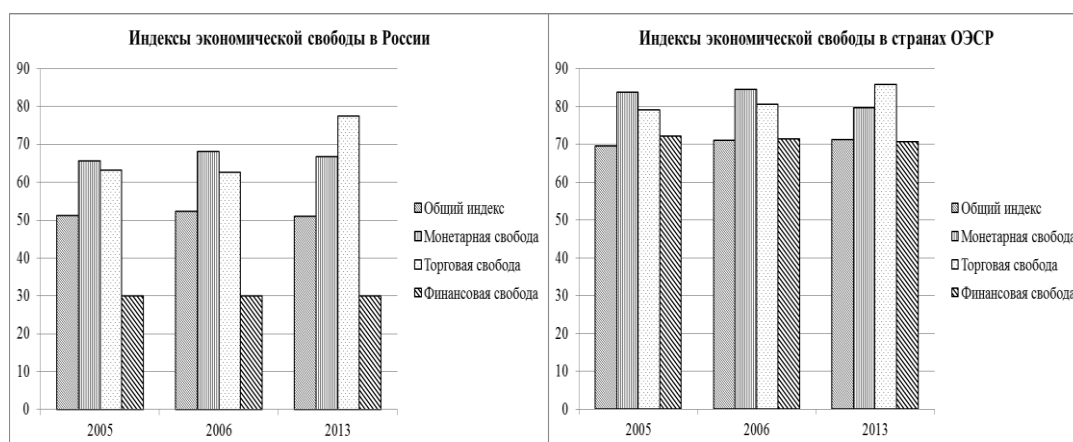 Индексы экономической свободы в России
90
80
70
60
50
40
30
20
10
0
2005
2006
2013
Общий индекс
Монетарная свобода
Торговая свобода
Финансовая свобода
Индексы экономической свободы в странах ОЭСР
90
80
70
60
50
40
30
20
10
0
2005
2006
2013
Общий индекс
Монетарная свобода
Торговая свобода
Финансовая свобода